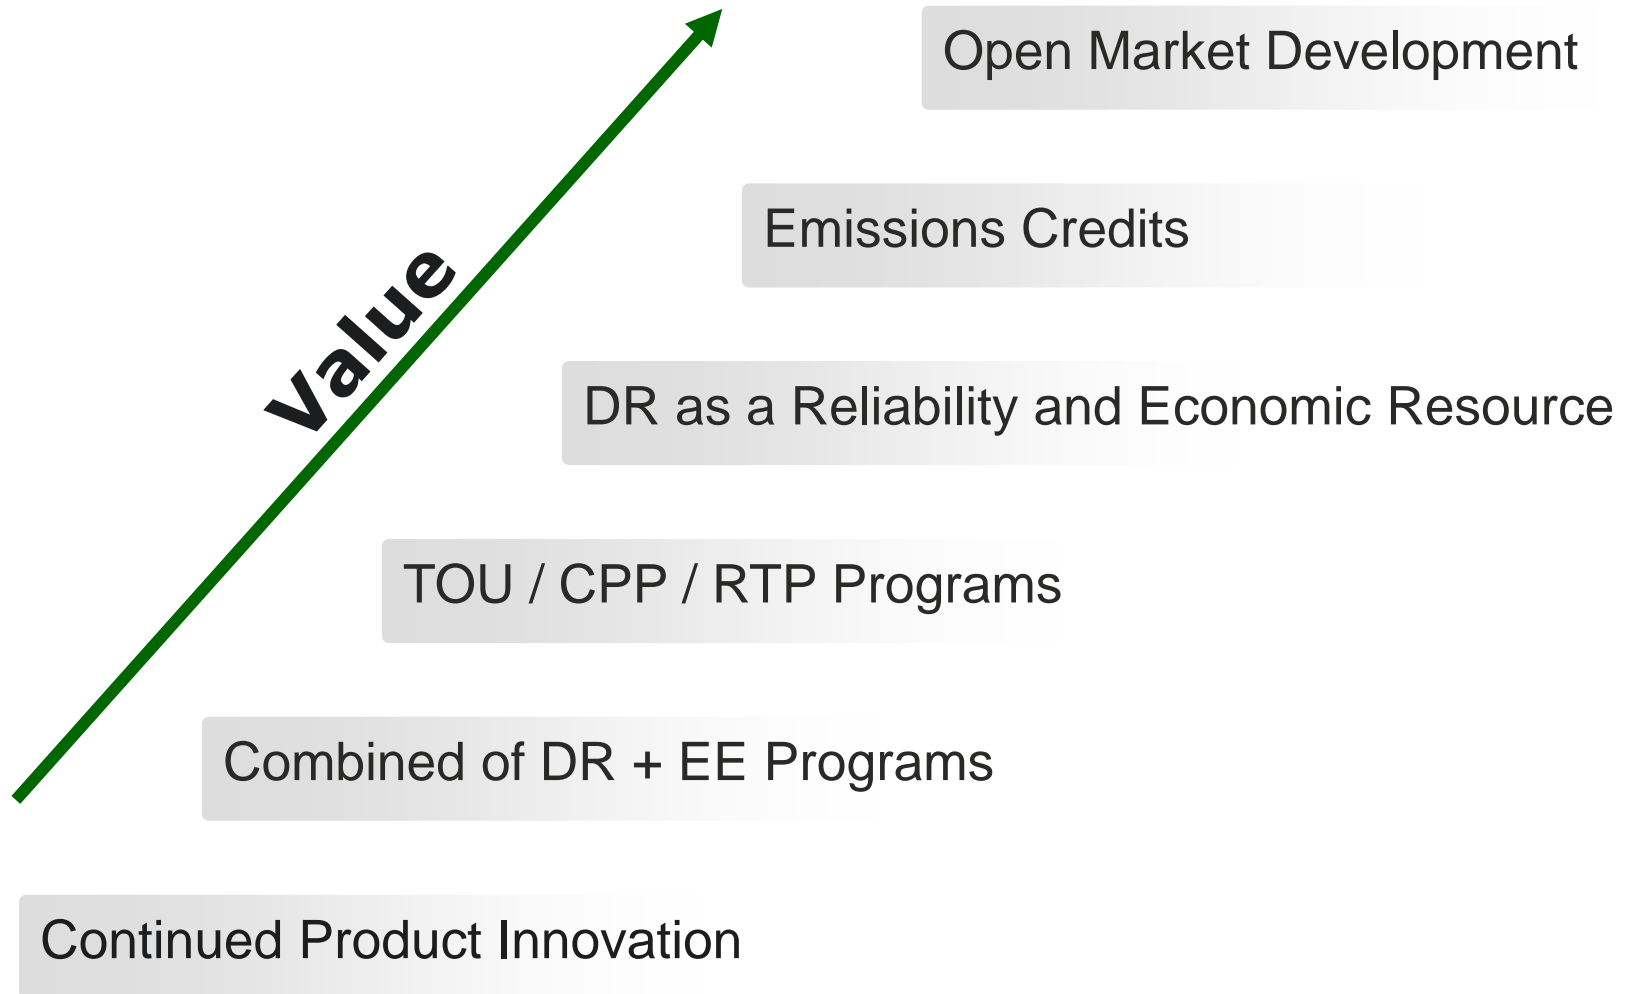 Open Market Development
Emissions Credits
Value
DR as a Reliability and Economic Resource
TOU / CPP / RTP Programs
Combined of DR + EE Programs
Continued Product Innovation